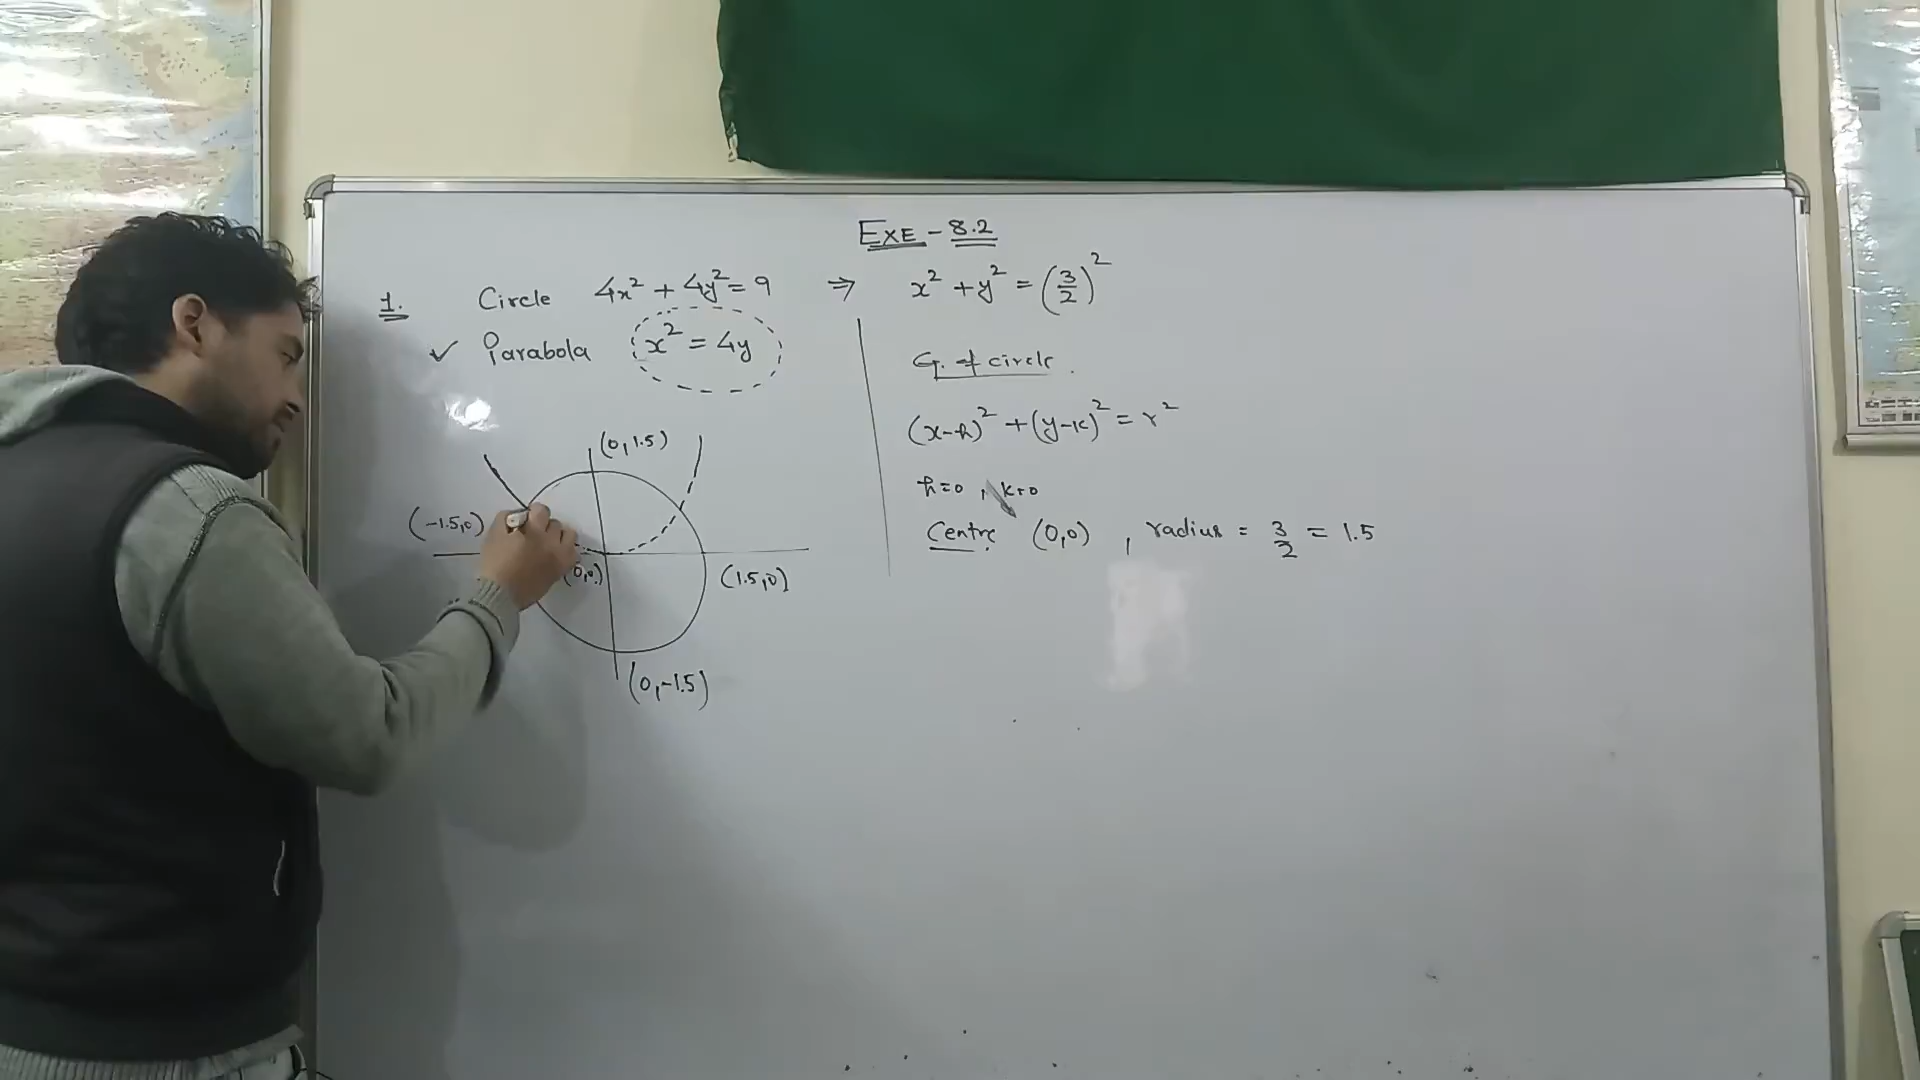 Exe - 8.2
1. Circle 4x² + 4y² = 9 ⇒ x² + y² = (3/2)²
✓ Parabola x² = 4y
G. of circle.
(x-h)² + (y-k)² = r²
h=0, k=0
Centre (0,0), radius = 3/2 = 1.5
(0,1.5)
(-1.5,0)
(0,0)
(1.5,0)
(0,-1.5)